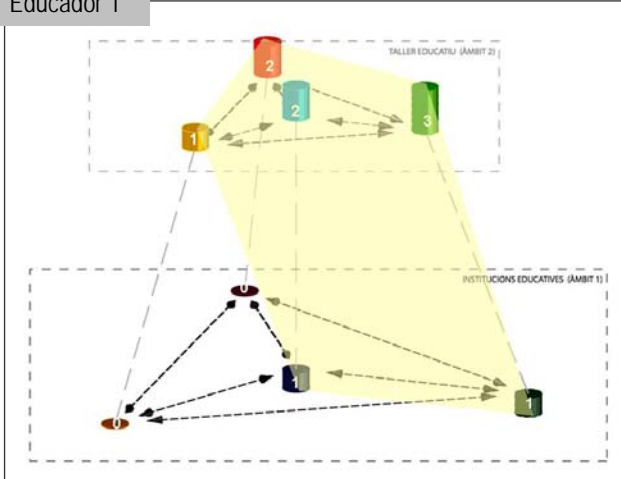 Educador 1
TALLER EDUCATIU (ÀMBIT 2)
2
2
3
1
INSTITUCIONS EDUCATIVES (ÀMBIT 1)
0
1
1
0